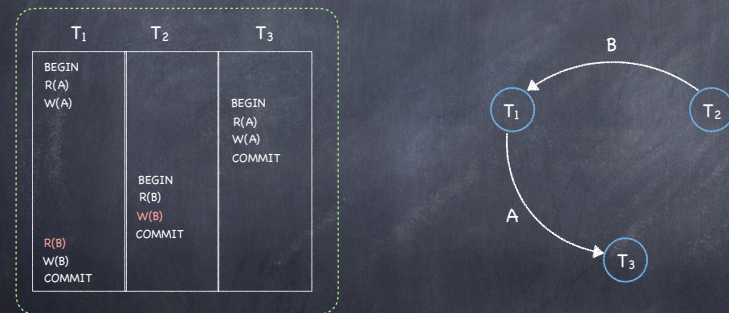 T1 T2 T3
BEGIN
R(A)
W(A)
BEGIN
R(A)
W(A)
COMMIT
BEGIN
R(B)
W(B)
COMMIT
R(B)
W(B)
COMMIT
B
T1
T2
A
T3